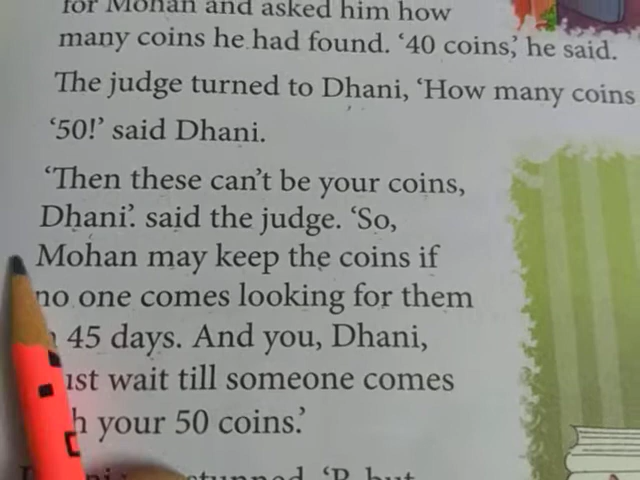 for Mohan and asked him how
many coins he had found. ‘40 coins,’ he said.
The judge turned to Dhani, ‘How many coins
‘50!’ said Dhani.
‘Then these can’t be your coins,
Dhani’. said the judge. ‘So,
Mohan may keep the coins if
no one comes looking for them
45 days. And you, Dhani,
wait till someone comes
your 50 coins.’
stunned. ‘B..but